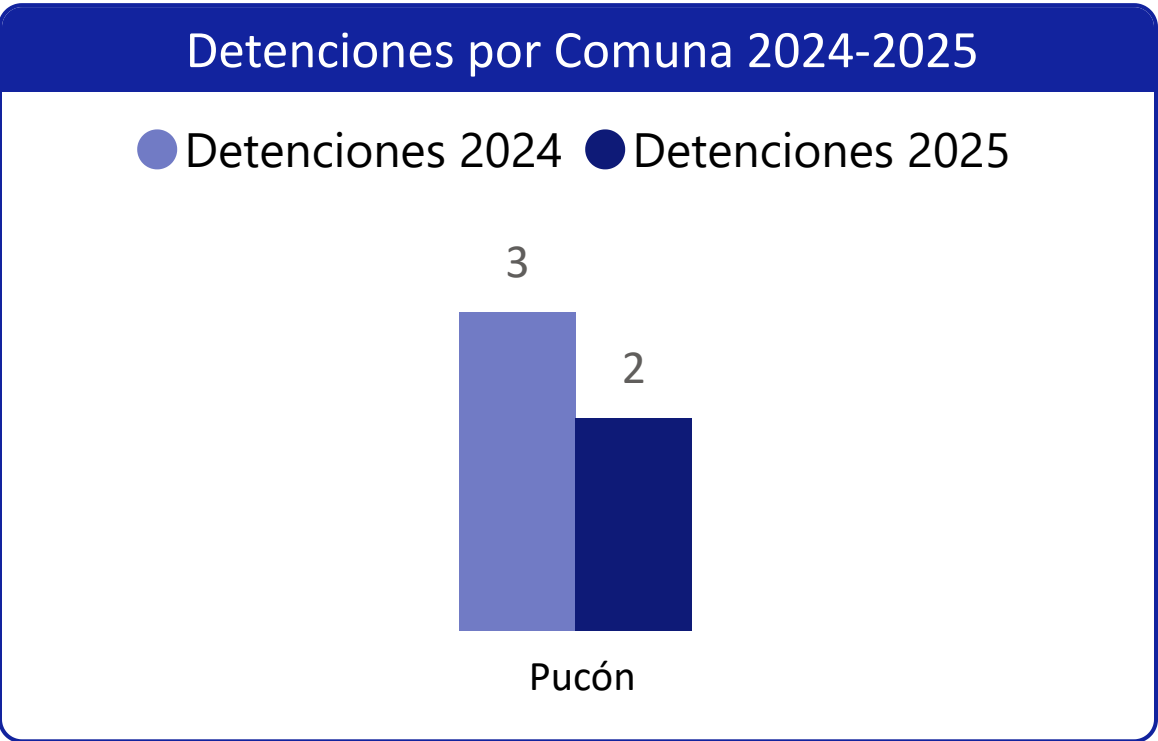 Detenciones por Comuna 2024-2025
Detenciones 2024 Detenciones 2025
3
2
Pucón